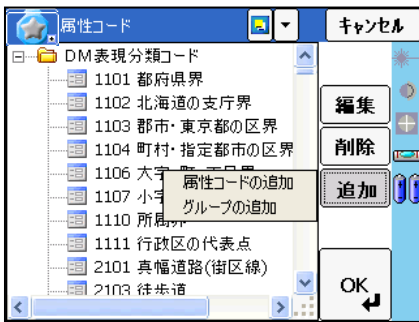 属性コード
キャンセル
DM表現分類コード
1101 都府県界
1102 北海道の支庁界
1103 郡市・東京都の区界
1104 町村・指定都市の区界
1106 大字
1107 小字
1110 所属界
1111 行政区の代表点
2101 真幅道路(街区線)
2103 徒歩道
属性コードの追加
グループの追加
編集
削除
追加
OK